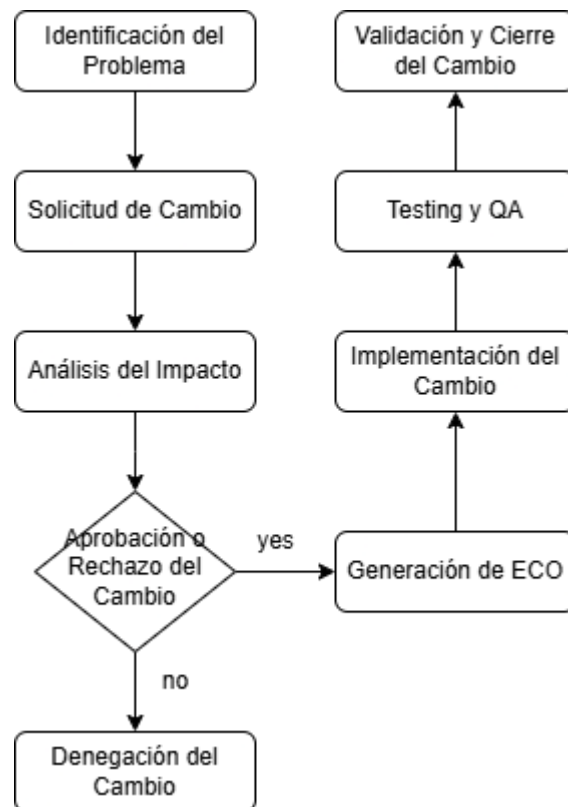 Identificación del
Problema
Solicitud de Cambio
Análisis del Impacto
Aprobación o
Rechazo del
Cambio
yes
no
Denegación del
Cambio
Generación de ECO
Implementación del
Cambio
Testing y QA
Validación y Cierre
del Cambio